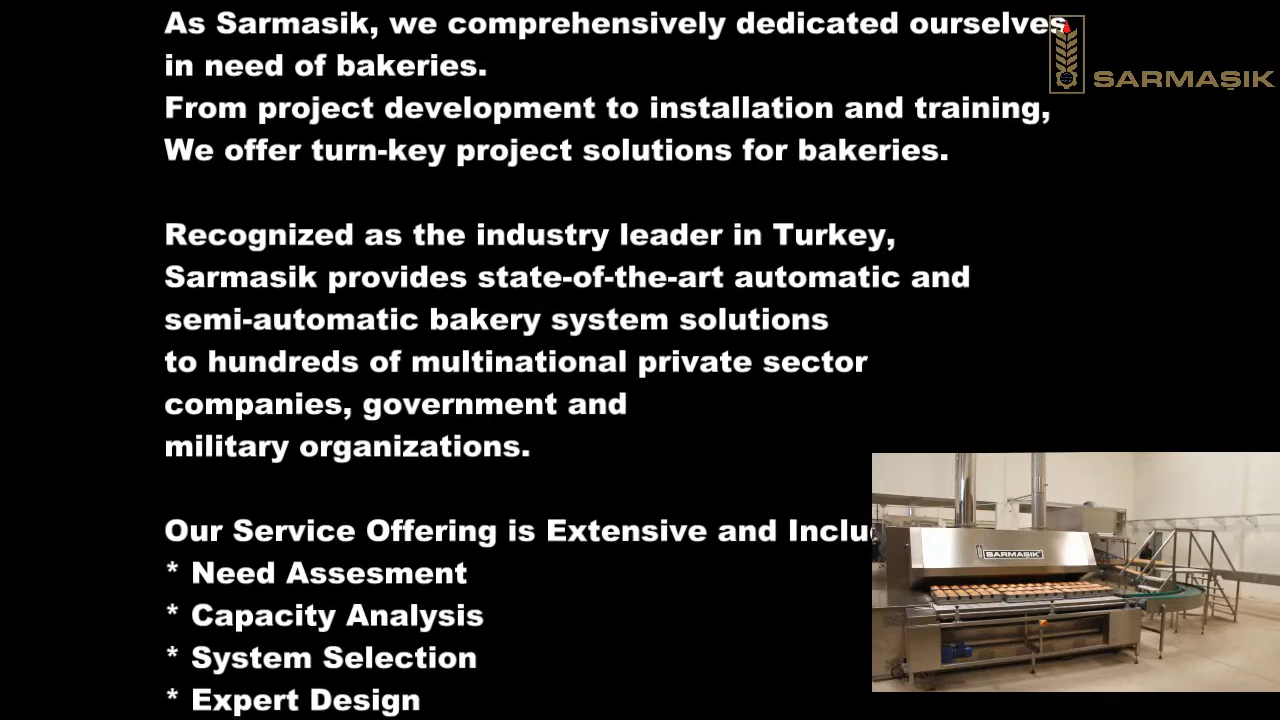 As Sarmasik, we comprehensively dedicated ourselves
in need of bakeries.
From project development to installation and training,
We offer turn-key project solutions for bakeries.
SARMAŞIK
Recognized as the industry leader in Turkey,
Sarmasik provides state-of-the-art automatic and
semi-automatic bakery system solutions
to hundreds of multinational private sector
companies, government and
military organizations.
Our Service Offering is Extensive and
* Need Assesment
* Capacity Analysis
* System Selection
* Expert Design
SARMAŞIK